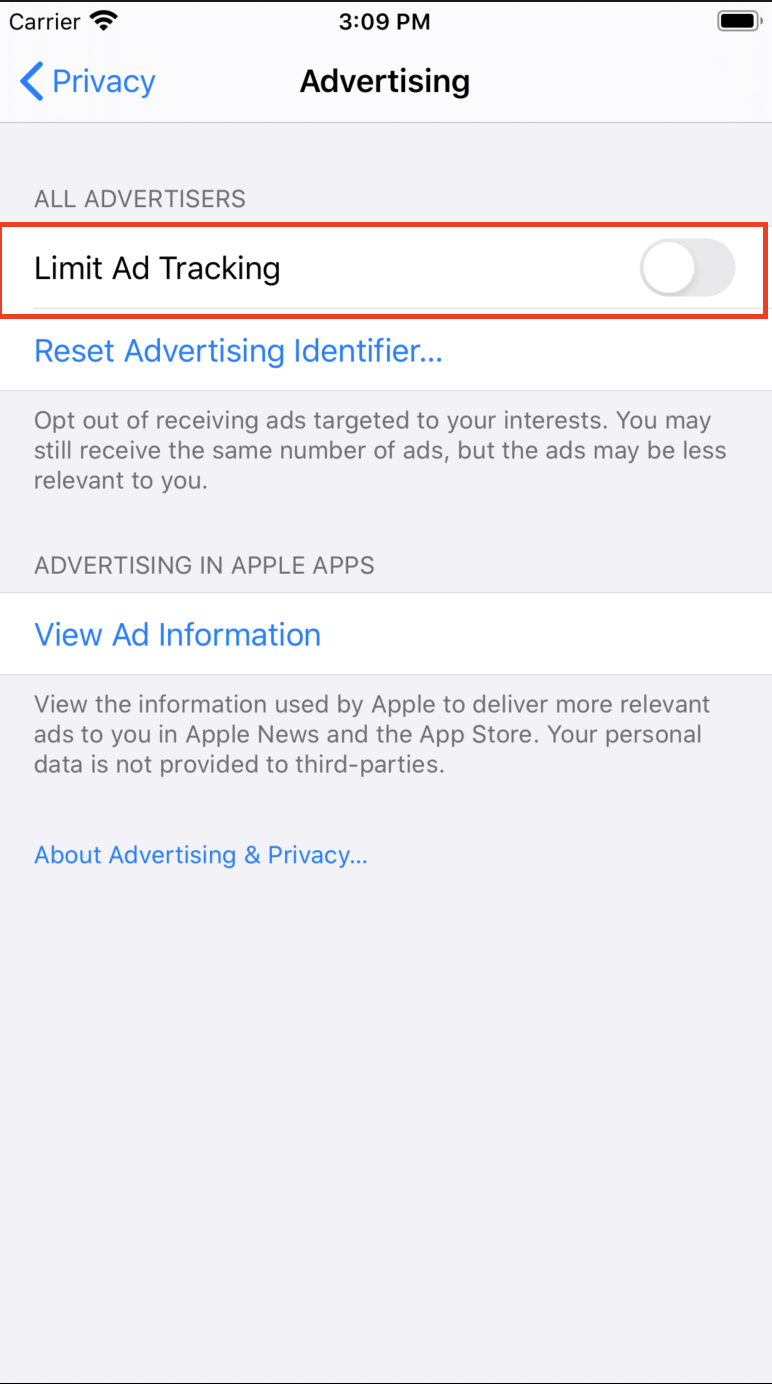 Carrier 3:09 PM
Privacy Advertising
ALL ADVERTISERS
Limit Ad Tracking
Reset Advertising Identifier...
Opt out of receiving ads targeted to your interests. You may
still receive the same number of ads, but the ads may be less
relevant to you.
ADVERTISING IN APPLE APPS
View Ad Information
View the information used by Apple to deliver more relevant
ads to you in Apple News and the App Store. Your personal
data is not provided to third-parties.
About Advertising & Privacy...